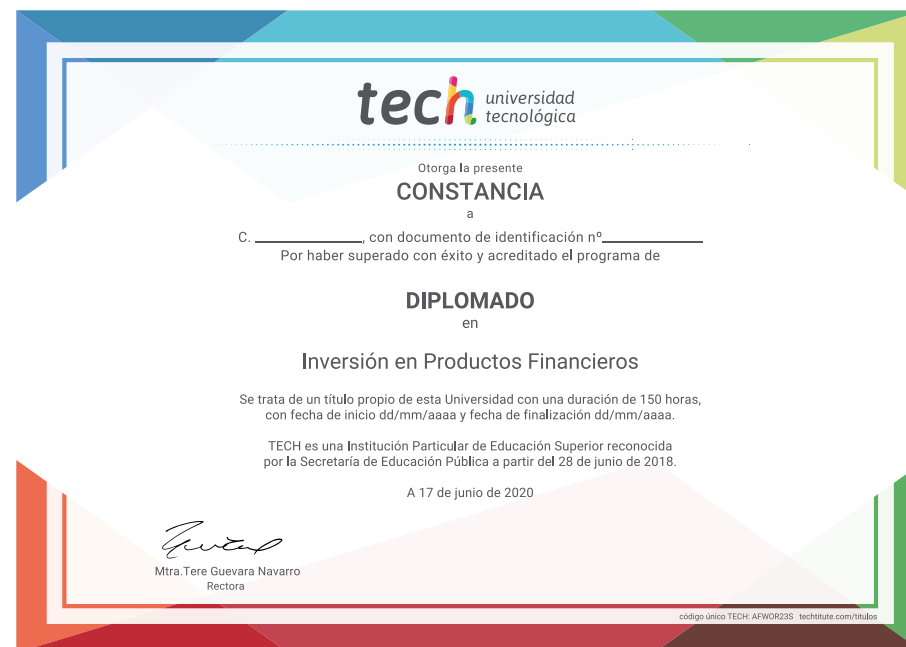 tech universidad
tecnológica
Otorga la presente
CONSTANCIA
a
C. ____________, con documento de identificación nº____________
Por haber superado con éxito y acreditado el programa de
DIPLOMADO
en
Inversión en Productos Financieros
Se trata de un título propio de esta Universidad con una duración de 150 horas,
con fecha de inicio dd/mm/aaaa y fecha de finalización dd/mm/aaaa.
TECH es una Institución Particular de Educación Superior reconocida
por la Secretaría de Educación Pública a partir del 28 de junio de 2018.
A 17 de junio de 2020
Mtra.Tere Guevara Navarro
Rectora
código único TECH: AFWOR23S techtitute.com/titulos